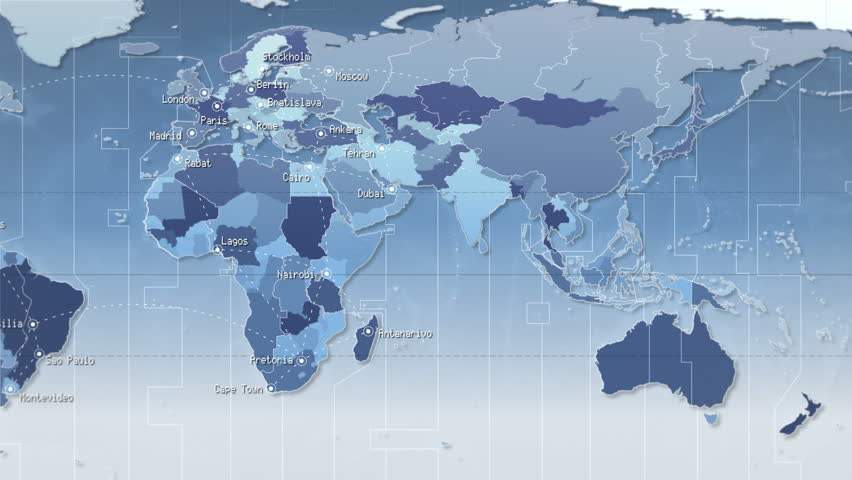 Stockholm
Moscow
Berlin
London
Bratislava
Paris
Rome
Madrid
Ankara
Tehran
Rabat
Cairo
Dubai
Lagos
Nairobi
ilia
Antanarivo
Sao Paulo
Pretoria
Cape Town
Montevideo